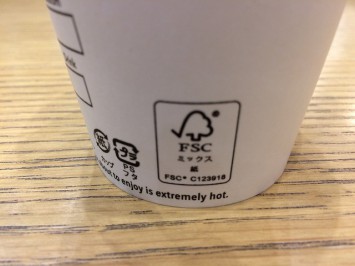 FSC
ミックス
紙
FSC® C123918
カップ
プラ
PS
フタ
to enjoy is extremely hot.